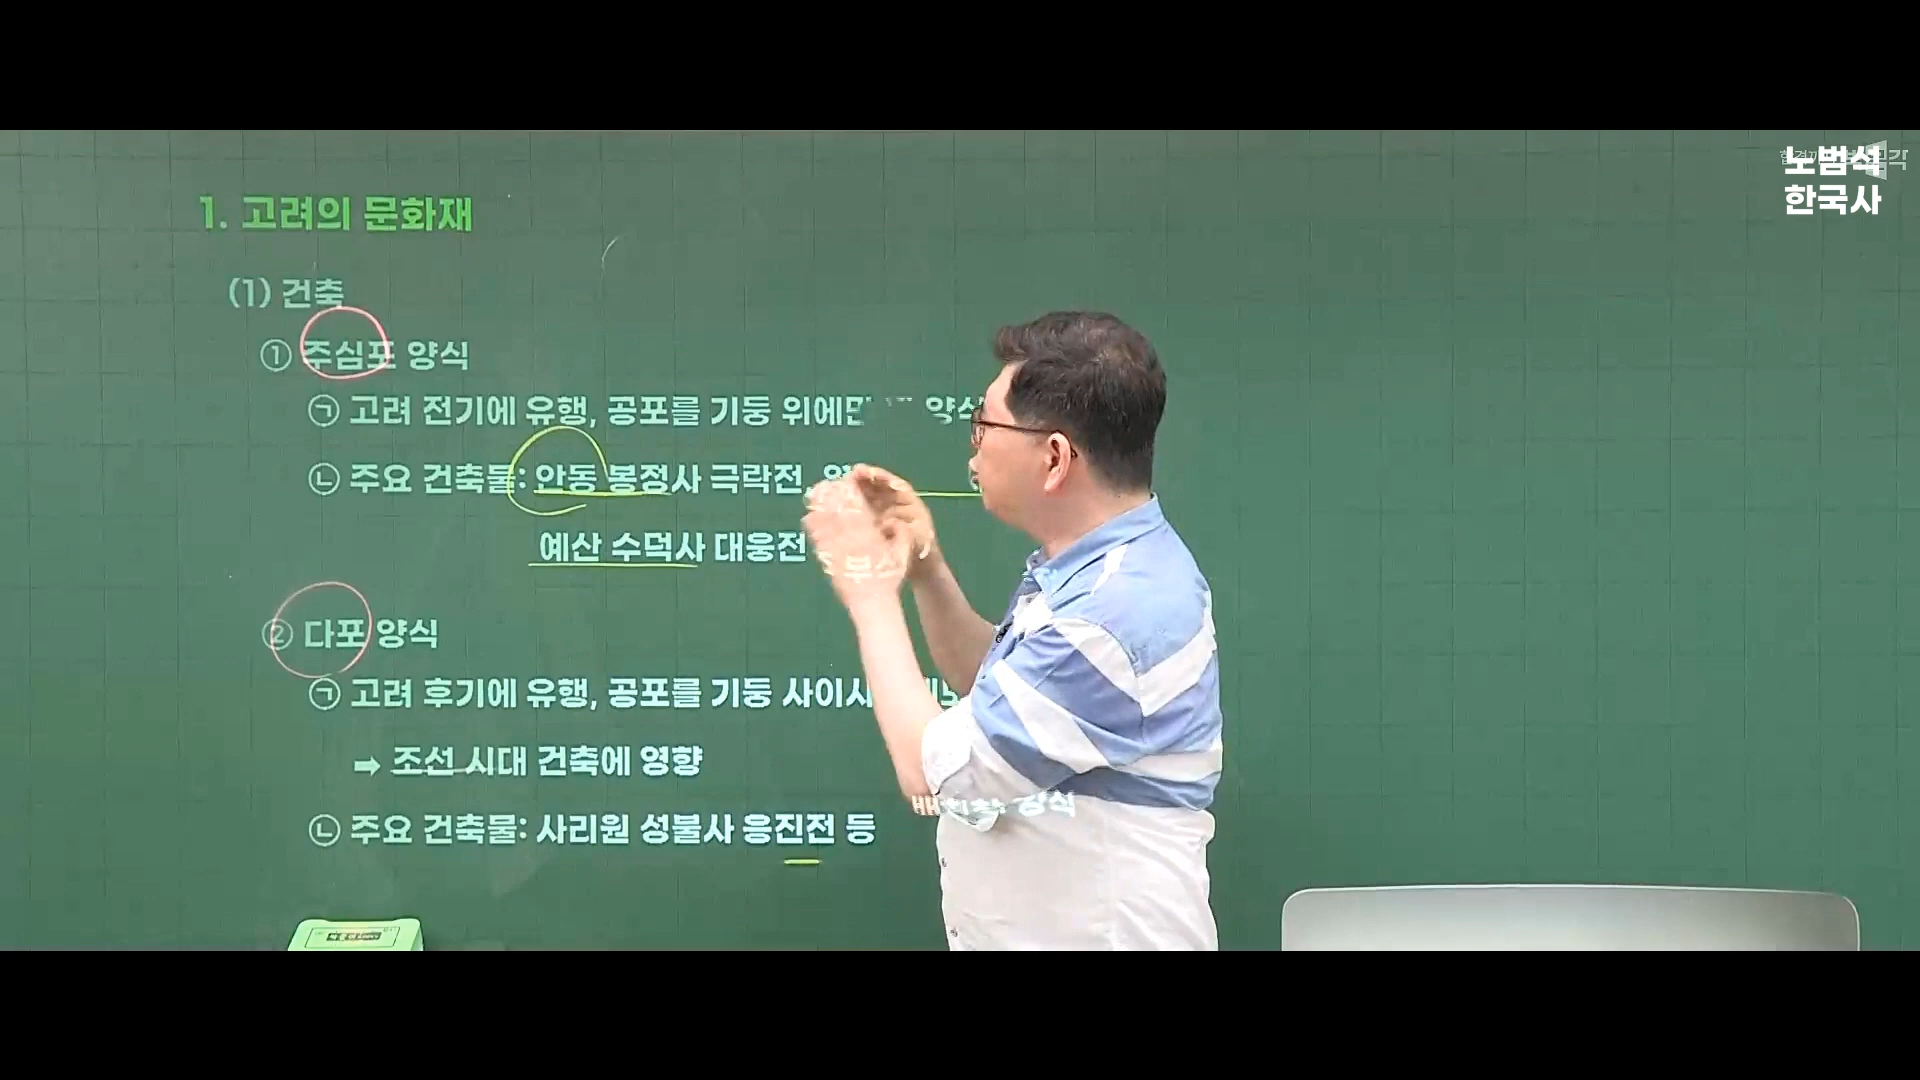 노범석
한국사
1. 고려의 문화재
(1) 건축
① 주심포 양식
㉠ 고려 전기에 유행, 공포를 기둥 위에만 양식
㉡ 주요 건축물: 안동 봉정사 극락전,
예산 수덕사 대웅전
② 다포 양식
㉠ 고려 후기에 유행, 공포를 기둥 사이사
➡ 조선 시대 건축에 영향
㉡ 주요 건축물: 사리원 성불사 응진전 등